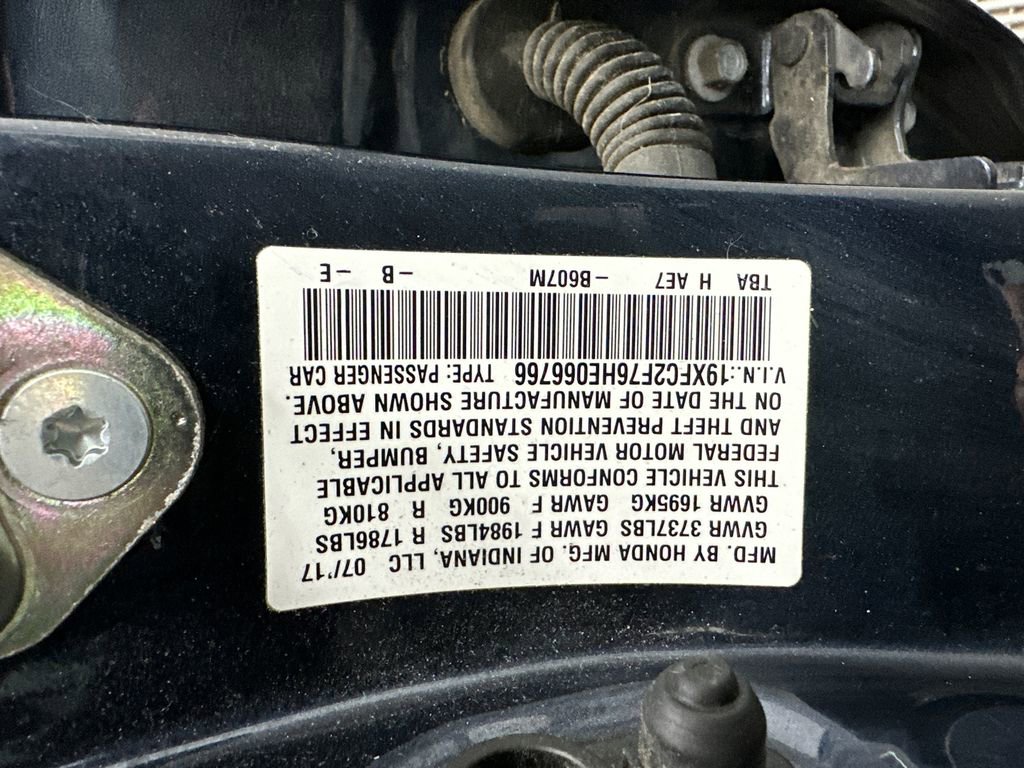 MFD. BY HONDA MFG. OF INDIANA, LLC 07/'17
GVWR 3737LBS GAWR F 1984LBS R 1786LBS
GVWR 1695KG GAWR F 900KG R 810KG
THIS VEHICLE CONFORMS TO ALL APPLICABLE
FEDERAL MOTOR VEHICLE SAFETY, BUMPER,
AND THEFT PREVENTION STANDARDS IN EFFECT
ON THE DATE OF MANUFACTURE SHOWN ABOVE.
V.I.N.:19XFC2F76HE066766 TYPE: PASSENGER CAR
TBA H AE7 -B607M -B -E